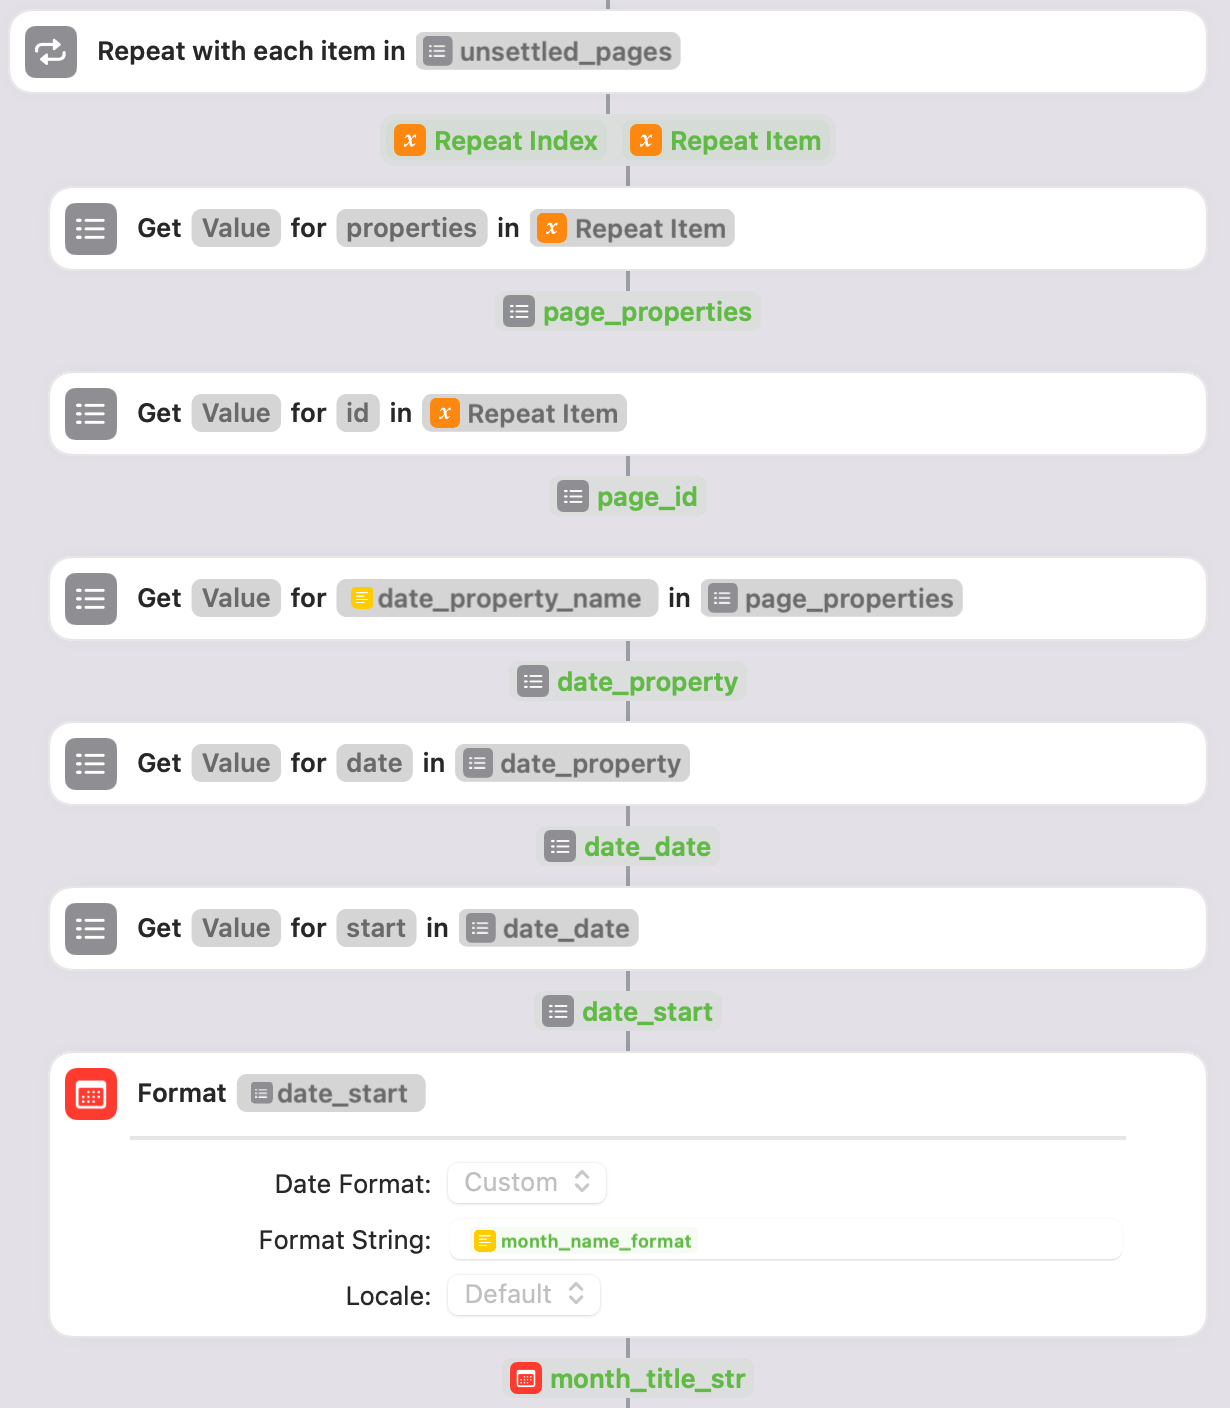 Repeat with each item in unsettled_pages
Repeat Index Repeat Item
Get Value for properties in Repeat Item
page_properties
Get Value for id in Repeat Item
page_id
Get Value for date_property_name in page_properties
date_property
Get Value for date in date_property
date_date
Get Value for start in date_date
date_start
Format date_start
Date Format: Custom
Format String: month_name_format
Locale: Default
month_title_str